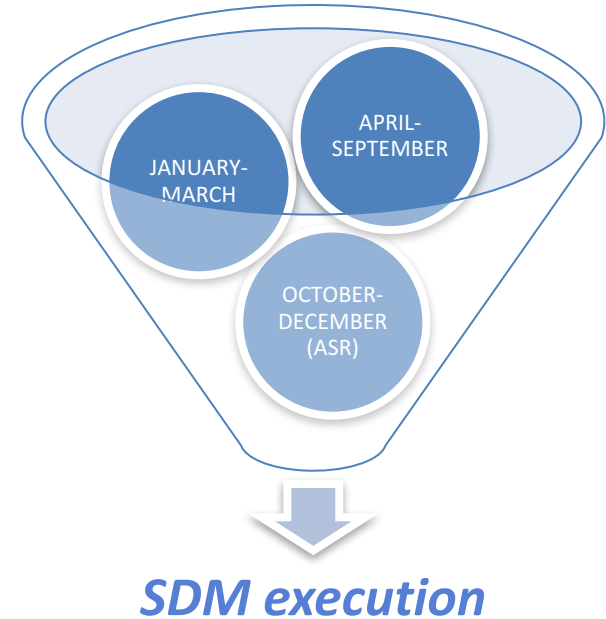 APRIL-
SEPTEMBER
JANUARY-
MARCH
OCTOBER-
DECEMBER
(ASR)
SDM execution